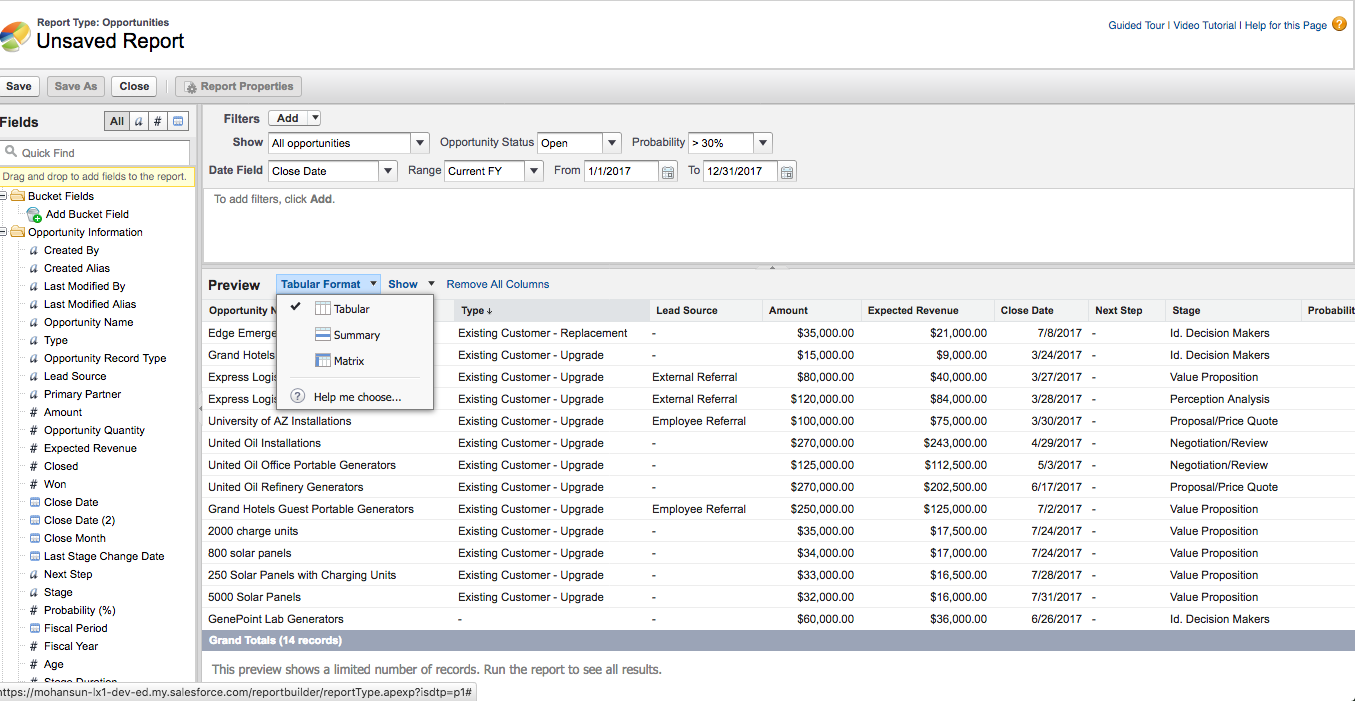 Report Type: Opportunities
Unsaved Report
Guided Tour | Video Tutorial | Help for this Page ?
Save Save As Close Report Properties
Fields All a #
Quick Find
Drag and drop to add fields to the report.
Bucket Fields
Add Bucket Field
Opportunity Information
a Created By
a Created Alias
a Last Modified By
a Last Modified Alias
a Opportunity Name
a Type
a Opportunity Record Type
a Lead Source
a Primary Partner
# Amount
# Opportunity Quantity
# Expected Revenue
# Closed
# Won
Close Date
Close Date (2)
Close Month
Last Stage Change Date
a Next Step
a Stage
# Probability (%)
Fiscal Period
# Fiscal Year
# Age
Stage Duration
Filters Add
Show All opportunities Opportunity Status Open Probability > 30%
Date Field Close Date Range Current FY From 1/1/2017 To 12/31/2017
To add filters, click Add.
Preview Tabular Format Show Remove All Columns
Tabular
Summary
Matrix
? Help me choose...
Opportunity N Type Lead Source Amount Expected Revenue Close Date Next Step Stage Probabilit
Edge Emerge Existing Customer - Replacement - $35,000.00 $21,000.00 7/8/2017 - Id. Decision Makers
Grand Hotels Existing Customer - Upgrade - $15,000.00 $9,000.00 3/24/2017 - Id. Decision Makers
Express Logis Existing Customer - Upgrade External Referral $80,000.00 $40,000.00 3/27/2017 - Value Proposition
Express Logis Existing Customer - Upgrade External Referral $120,000.00 $84,000.00 3/28/2017 - Perception Analysis
University of AZ Installations Existing Customer - Upgrade Employee Referral $100,000.00 $75,000.00 3/30/2017 - Proposal/Price Quote
United Oil Installations Existing Customer - Upgrade - $270,000.00 $243,000.00 4/29/2017 - Negotiation/Review
United Oil Office Portable Generators Existing Customer - Upgrade - $125,000.00 $112,500.00 5/3/2017 - Negotiation/Review
United Oil Refinery Generators Existing Customer - Upgrade - $270,000.00 $202,500.00 6/17/2017 - Proposal/Price Quote
Grand Hotels Guest Portable Generators Existing Customer - Upgrade Employee Referral $250,000.00 $125,000.00 7/2/2017 - Value Proposition
2000 charge units Existing Customer - Upgrade - $35,000.00 $17,500.00 7/24/2017 - Value Proposition
800 solar panels Existing Customer - Upgrade - $34,000.00 $17,000.00 7/24/2017 - Value Proposition
250 Solar Panels with Charging Units Existing Customer - Upgrade - $33,000.00 $16,500.00 7/28/2017 - Value Proposition
5000 Solar Panels Existing Customer - Upgrade - $32,000.00 $16,000.00 7/31/2017 - Value Proposition
GenePoint Lab Generators - - $60,000.00 $36,000.00 6/26/2017 - Id. Decision Makers
Grand Totals (14 records)
This preview shows a limited number of records. Run the report to see all results.
https://mohansun-lx1-dev-ed.my.salesforce.com/reportbuilder/reportType.apexp?isdtp=p1#